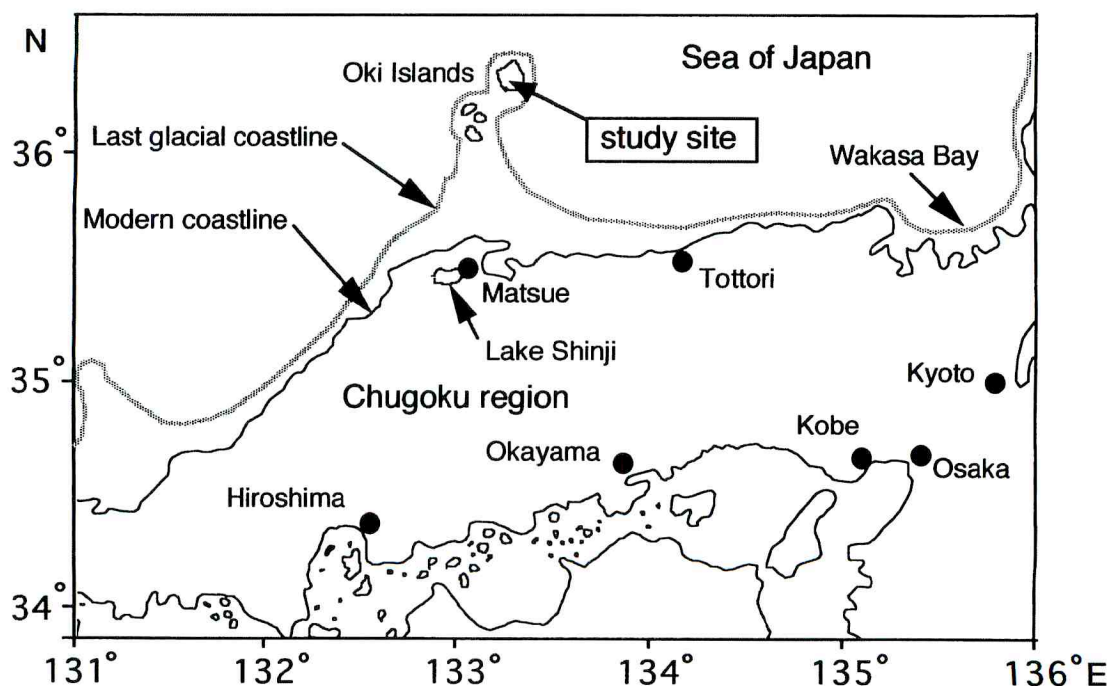 N
Sea of Japan
Oki Islands
study site
Last glacial coastline
36°
Wakasa Bay
Modern coastline
Matsue
Tottori
Lake Shinji
35°
Kyoto
Chugoku region
Kobe
Okayama
Osaka
Hiroshima
34°
131° 132° 133° 134° 135° 136°E